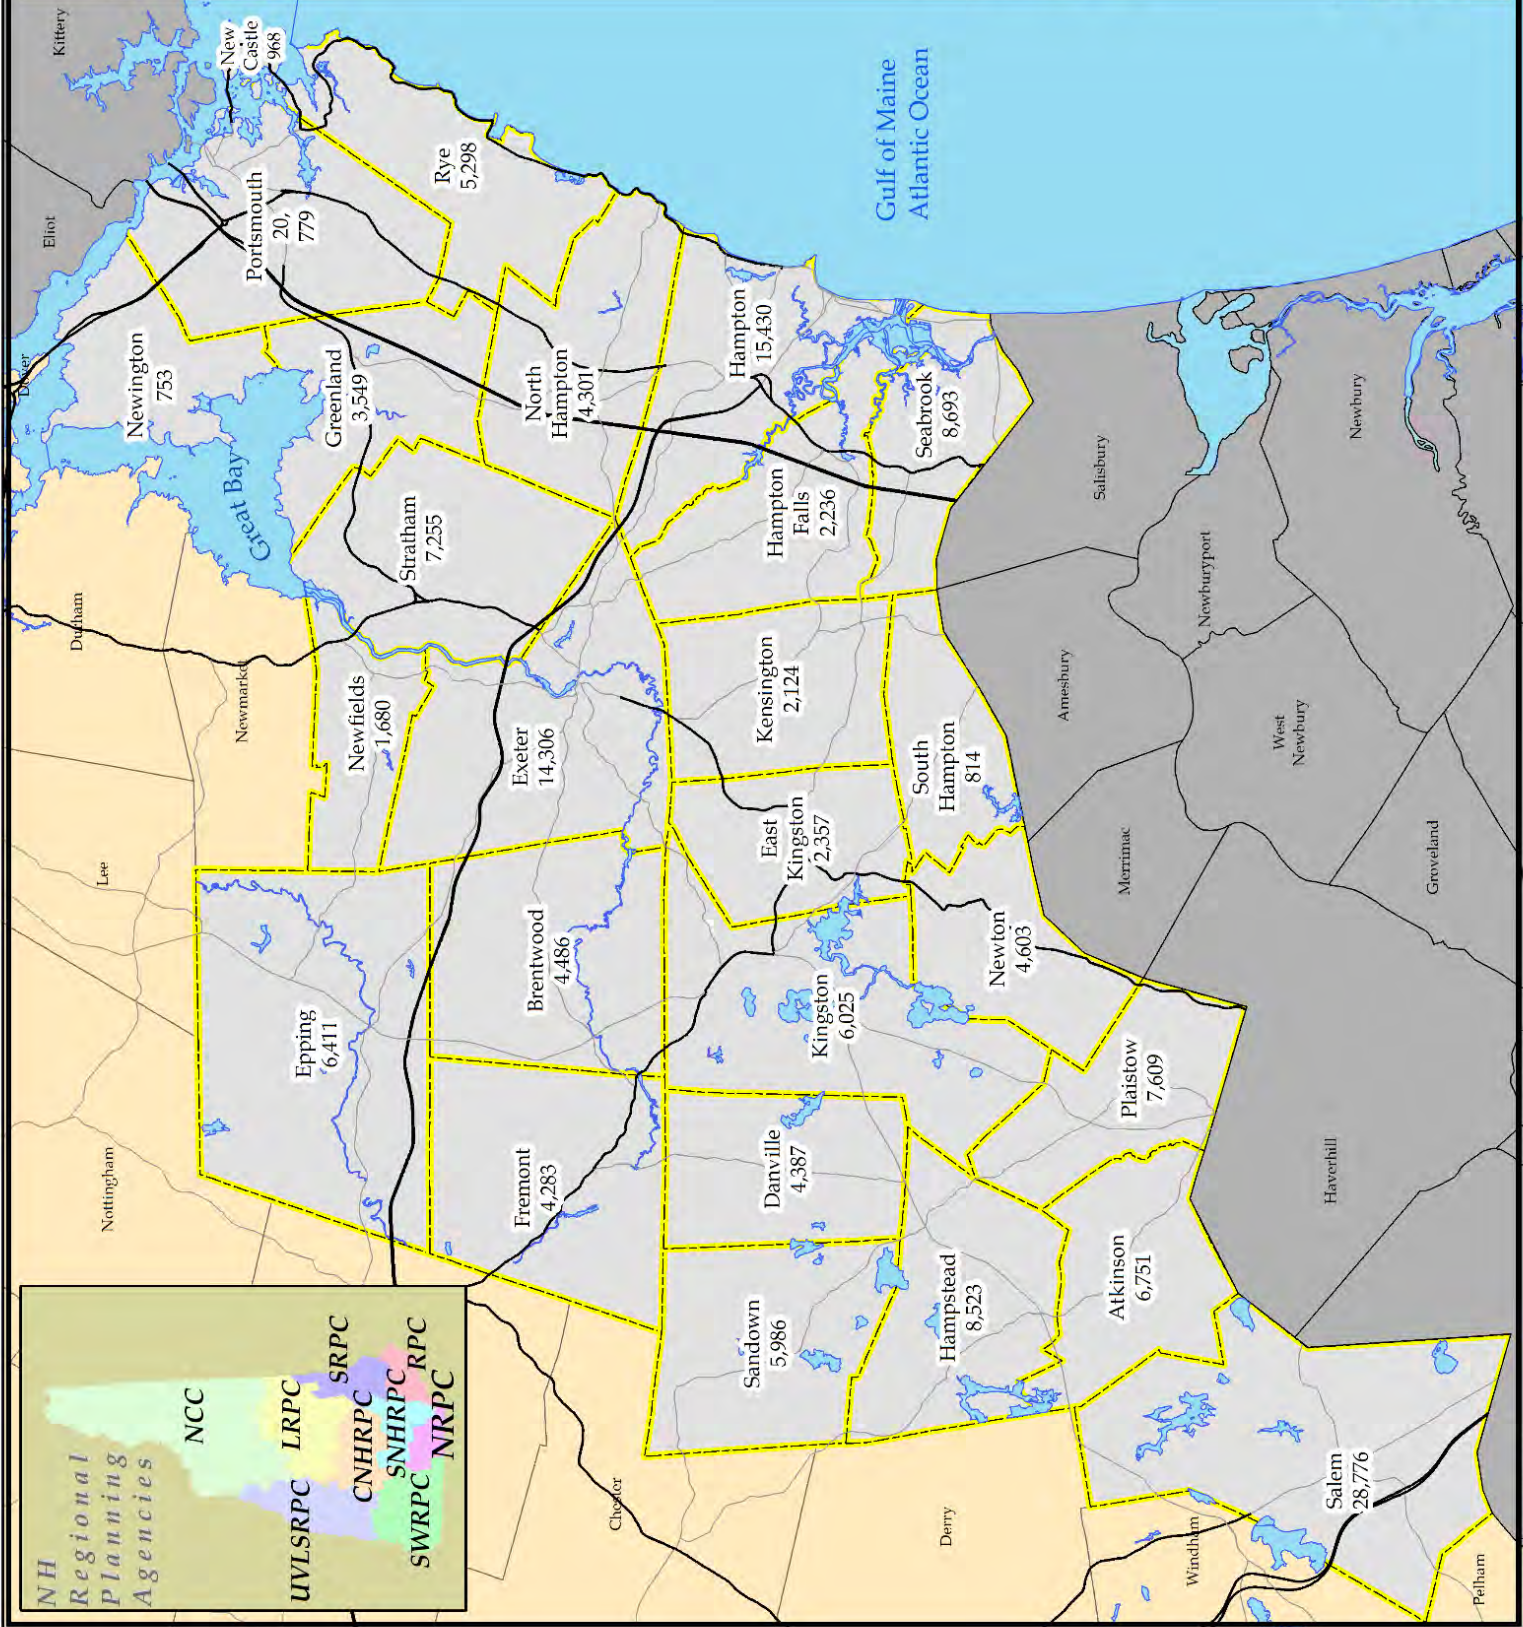 NH
Regional
Planning
Agencies
NCC
LRPC
UVLSRPC
SRPC
CNHRPC
SNHRPC
RPC
SWRPC
NRPC
Nottingham
Lee
Durham
Newmarket
Eliot
Kittery
Chester
Derry
Windham
Pelham
New
Castle
968
Portsmouth
20,
779
Newington
753
Great Bay
Greenland
3,549
Rye
5,298
Stratham
7,255
North
Hampton
4,301
Newfields
1,680
Epping
6,411
Exeter
14,306
Brentwood
4,486
Fremont
4,283
Hampton
15,430
Hampton
Falls
2,236
Seabrook
8,693
Kensington
2,124
South
Hampton
814
East
Kingston
2,357
Kingston
6,025
Newton
4,603
Danville
4,387
Sandown
5,986
Hampstead
8,523
Plaistow
7,609
Atkinson
6,751
Salem
28,776
Gulf of Maine
Atlantic Ocean
Salisbury
Newburyport
Newbury
Amesbury
West
Newbury
Merrimac
Groveland
Haverhill